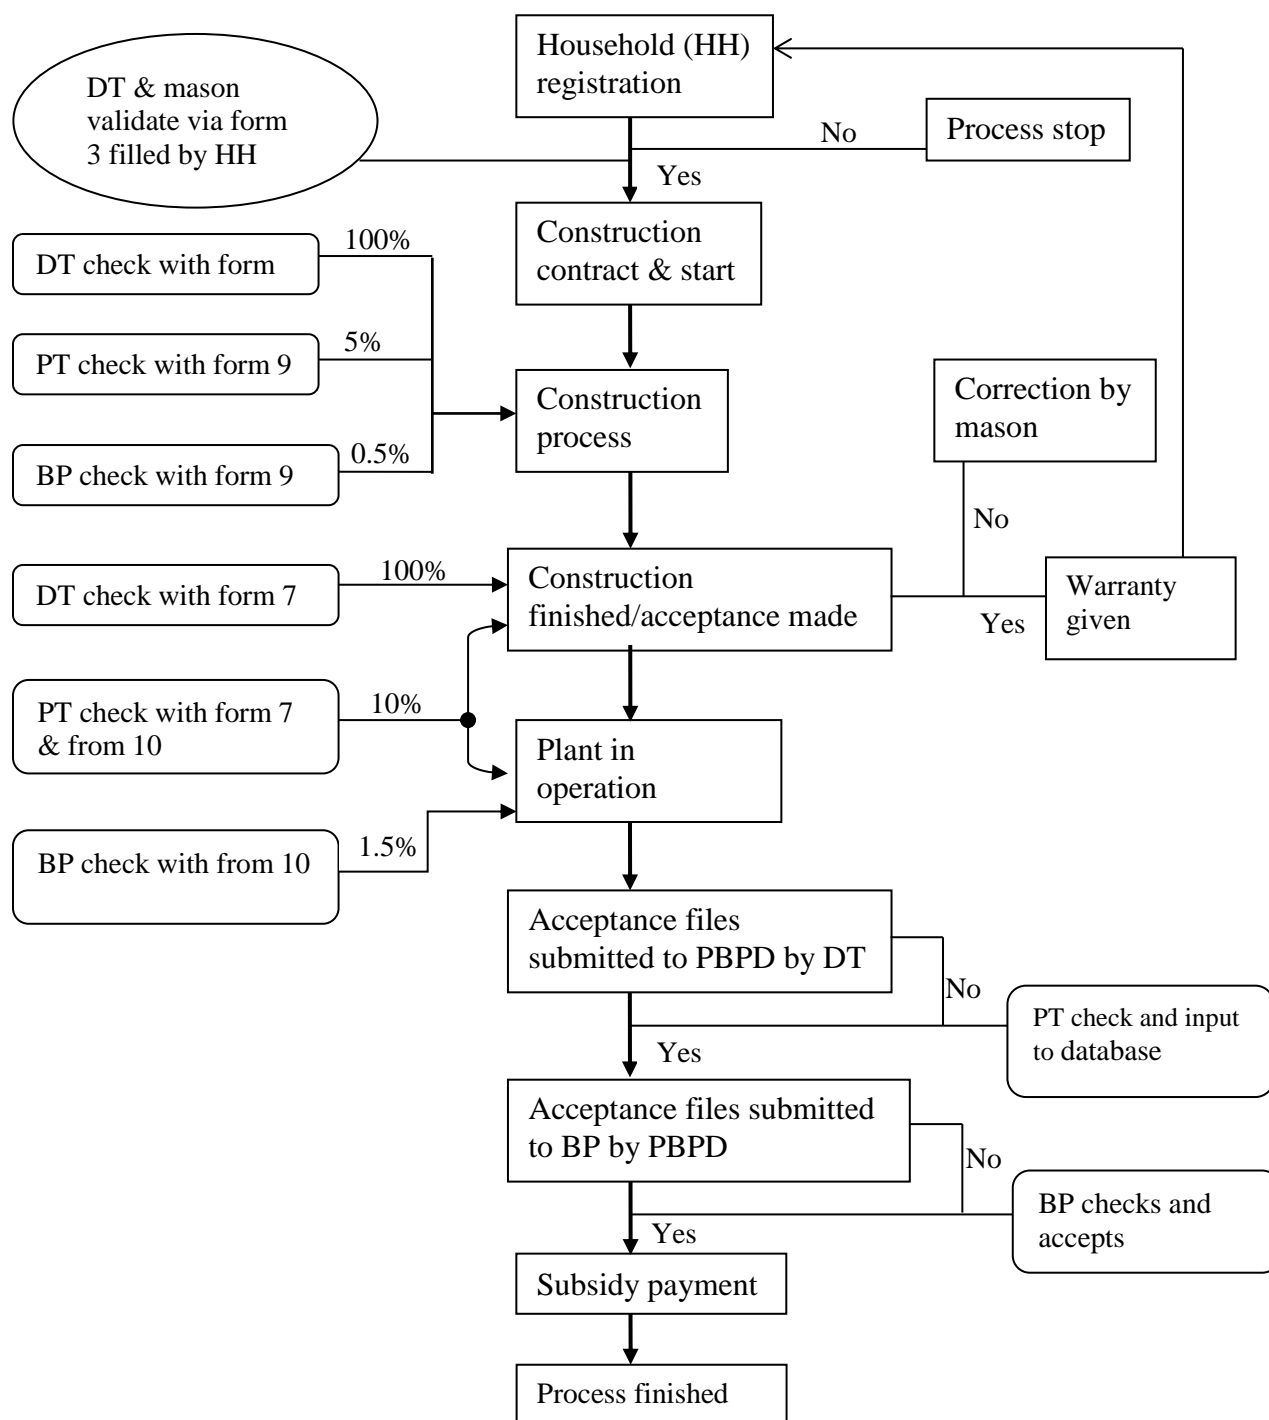 Household (HH)
registration
DT & mason
validate via form
3 filled by HH
No
Process stop
Yes
Construction
contract & start
100%
DT check with form
5%
PT check with form 9
0.5%
BP check with form 9
Construction
process
Correction by
mason
No
100%
DT check with form 7
Construction
finished/acceptance made
Yes
Warranty
given
10%
PT check with form 7
& from 10
Plant in
operation
1.5%
BP check with from 10
Acceptance files
submitted to PBPD by DT
No
PT check and input
to database
Yes
Acceptance files submitted
to BP by PBPD
No
BP checks and
accepts
Yes
Subsidy payment
Process finished